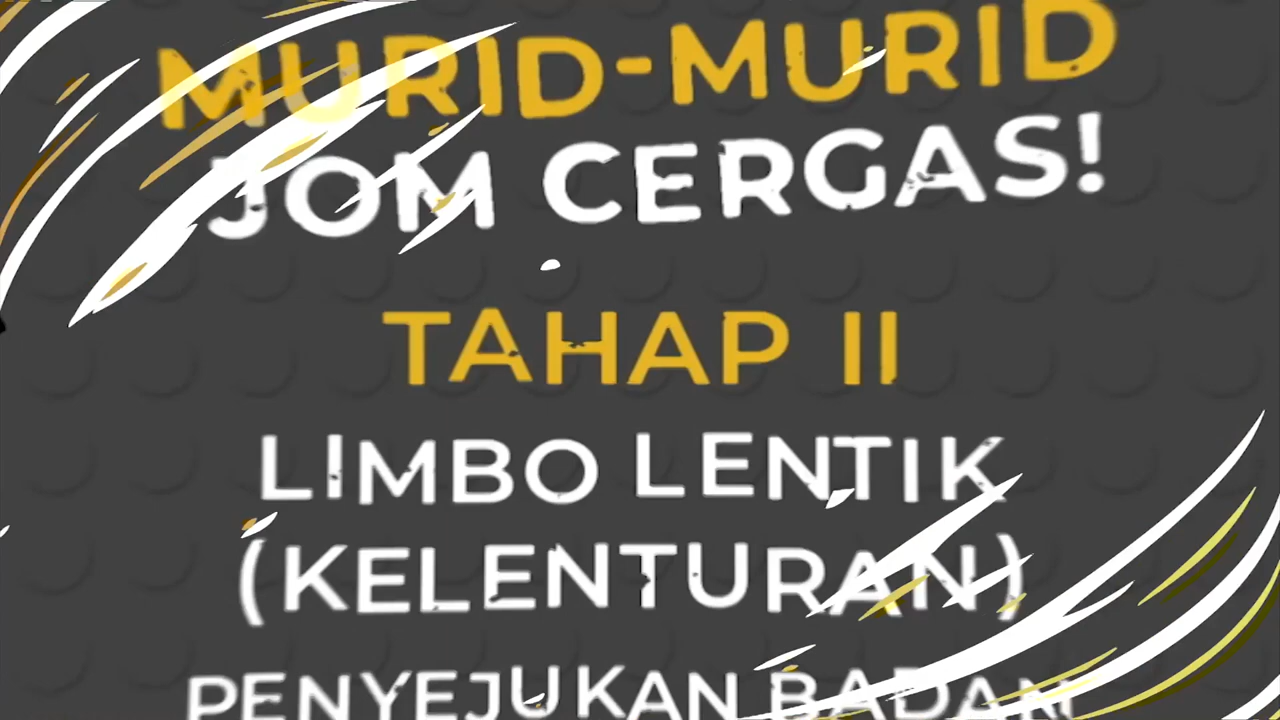 MURID-MURID
JOM CERGAS!
TAHAP II
LIMBO LENTIK
(KELENTURAN)
PENYEJUKAN BADAN